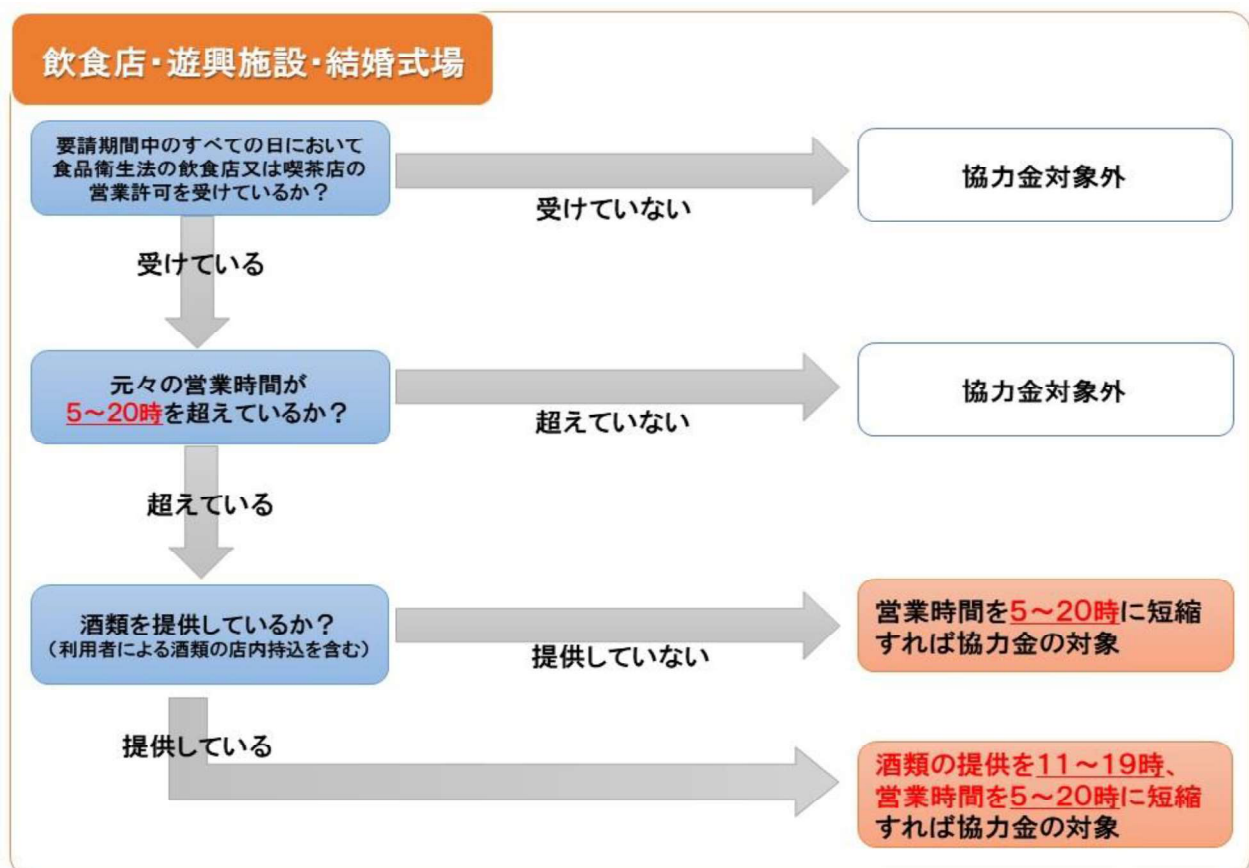 飲食店・遊興施設・結婚式場
要請期間中のすべての日において
食品衛生法の飲食店又は喫茶店の
営業許可を受けているか?
受けていない
協力金対象外
受けている
元々の営業時間が
5~20時を超えているか?
超えていない
協力金対象外
超えている
酒類を提供しているか?
(利用者による酒類の店内持込を含む)
提供していない
営業時間を5~20時に短縮
すれば協力金の対象
提供している
酒類の提供を11~19時、
営業時間を5~20時に短縮
すれば協力金の対象